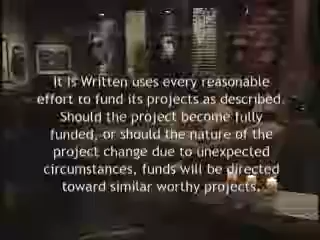 It Is Written uses every reasonable
effort to fund its projects as described.
Should the project become fully
funded, or should the nature of the
project change due to unexpected
circumstances, funds will be directed
toward similar worthy projects.